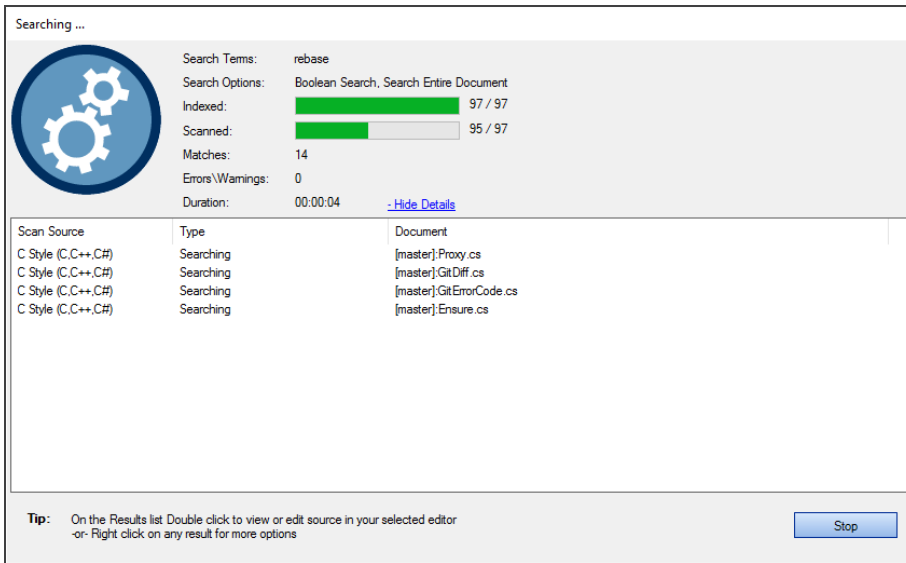 Searching ...
Search Terms: rebase
Search Options: Boolean Search, Search Entire Document
Indexed: 97 / 97
Scanned: 95 / 97
Matches: 14
Errors\Warnings: 0
Duration: 00:00:04 - Hide Details
Scan Source Type Document
C Style (C,C++,C#) Searching [master]:Proxy.cs
C Style (C,C++,C#) Searching [master]:GitDiff.cs
C Style (C,C++,C#) Searching [master]:GitErrorCode.cs
C Style (C,C++,C#) Searching [master]:Ensure.cs
Tip: On the Results list Double click to view or edit source in your selected editor
-or- Right click on any result for more options
Stop